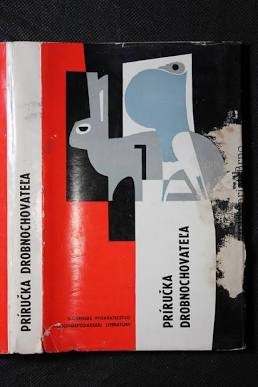 PRÍRUČKA DROBNOCHOVATEĽA
PRÍRUČKA
DROBNOCHOVATEĽA
SLOVENSKÉ VYDAVATEĽSTVO
PÔDOHOSPODÁRSKEJ LITERATÚRY